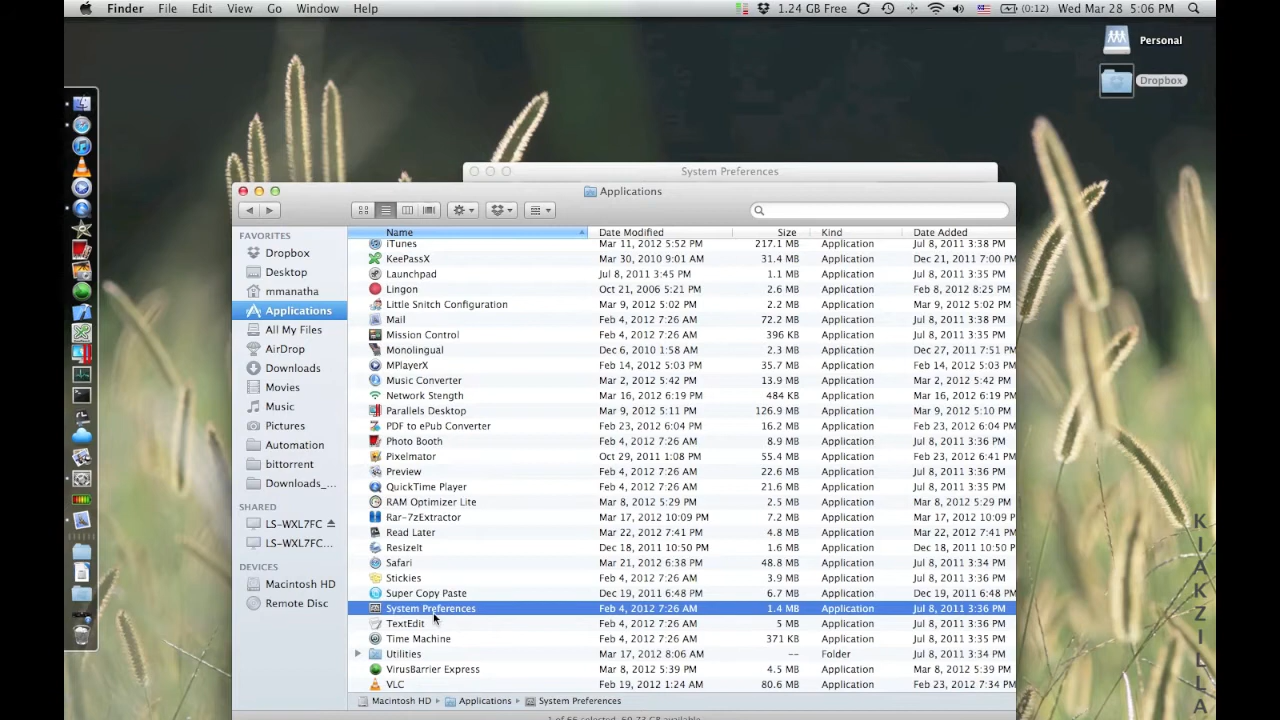 Finder File Edit View Go Window Help 1.24 GB Free (0:12) Wed Mar 28 5:06 PM
Personal
Dropbox
System Preferences
Applications
FAVORITES
Dropbox
Desktop
mmanatha
Applications
All My Files
AirDrop
Downloads
Movies
Music
Pictures
Automation
bittorrent
Downloads_...
SHARED
LS-WXL7FC
LS-WXL7FC...
DEVICES
Macintosh HD
Remote Disc
Name Date Modified Size Kind Date Added
iTunes Mar 11, 2012 5:52 PM 217.1 MB Application Jul 8, 2011 3:38 PM
KeePassX Mar 30, 2010 9:01 AM 31.4 MB Application Dec 21, 2011 7:00 P
Launchpad Jul 8, 2011 3:45 PM 1.1 MB Application Jul 8, 2011 3:35 PM
Lingon Oct 21, 2006 5:21 PM 2.6 MB Application Feb 8, 2012 8:25 PM
Little Snitch Configuration Mar 9, 2012 5:02 PM 2.2 MB Application Mar 9, 2012 5:02 PM
Mail Feb 4, 2012 7:26 AM 72.2 MB Application Jul 8, 2011 3:34 PM
Mission Control Feb 4, 2012 7:26 AM 396 KB Application Jul 8, 2011 3:35 PM
Monolingual Dec 6, 2010 1:58 AM 2.3 MB Application Dec 27, 2011 7:51 P
MPlayerX Feb 14, 2012 5:03 PM 35.7 MB Application Mar 7, 2012 5:03 PM
Music Converter Mar 2, 2012 5:42 PM 13.9 MB Application Mar 7, 2012 5:03 PM
Network Stength Mar 16, 2012 6:19 PM 484 KB Application Mar 16, 2012 6:19 P
Parallels Desktop Mar 9, 2012 5:11 PM 126.9 MB Application Mar 9, 2012 5:10 PM
PDF to ePub Converter Feb 23, 2012 6:04 PM 16.2 MB Application Feb 23, 2012 6:04 P
Photo Booth Feb 4, 2012 7:26 AM 8.9 MB Application Jul 8, 2011 3:36 PM
Pixelmator Oct 29, 2011 1:08 PM 55.4 MB Application Feb 23, 2012 6:41 P
Preview Feb 4, 2012 7:26 AM 22.6 MB Application Jul 8, 2011 3:36 PM
QuickTime Player Feb 4, 2012 7:26 AM 21.6 MB Application Jul 8, 2011 3:36 PM
RAM Optimizer Lite Mar 8, 2012 5:29 PM 2.5 MB Application Mar 8, 2012 5:29 PM
Rar-7zExtractor Mar 17, 2012 10:09 PM 7.2 MB Application Mar 17, 2012 10:09 P
Read Later Mar 22, 2012 7:41 PM 4.8 MB Application Mar 22, 2012 7:41 P
ResizeIt Dec 18, 2011 10:50 PM 1.6 MB Application Dec 18, 2011 10:50 P
Safari Mar 21, 2012 6:38 PM 48.8 MB Application Jul 8, 2011 3:34 PM
Stickies Feb 4, 2012 7:26 AM 3.9 MB Application Jul 8, 2011 3:36 PM
Super Copy Paste Dec 19, 2011 6:48 PM 6.7 MB Application Dec 19, 2011 6:48 P
System Preferences Feb 4, 2012 7:26 AM 1.4 MB Application Jul 8, 2011 3:36 PM
TextEdit Feb 4, 2012 7:26 AM 5 MB Application Jul 8, 2011 3:36 PM
Time Machine Feb 4, 2012 7:26 AM 371 KB Application Jul 8, 2011 3:36 PM
Utilities Mar 17, 2012 8:06 AM -- Folder Jul 8, 2011 3:34 PM
VirusBarrier Express Mar 8, 2012 5:39 PM 4.5 MB Application Mar 8, 2012 5:39 PM
VLC Feb 19, 2012 1:24 AM 80.6 MB Application Feb 23, 2012 7:34 P
Macintosh HD Applications System Preferences
KIAKZILLA